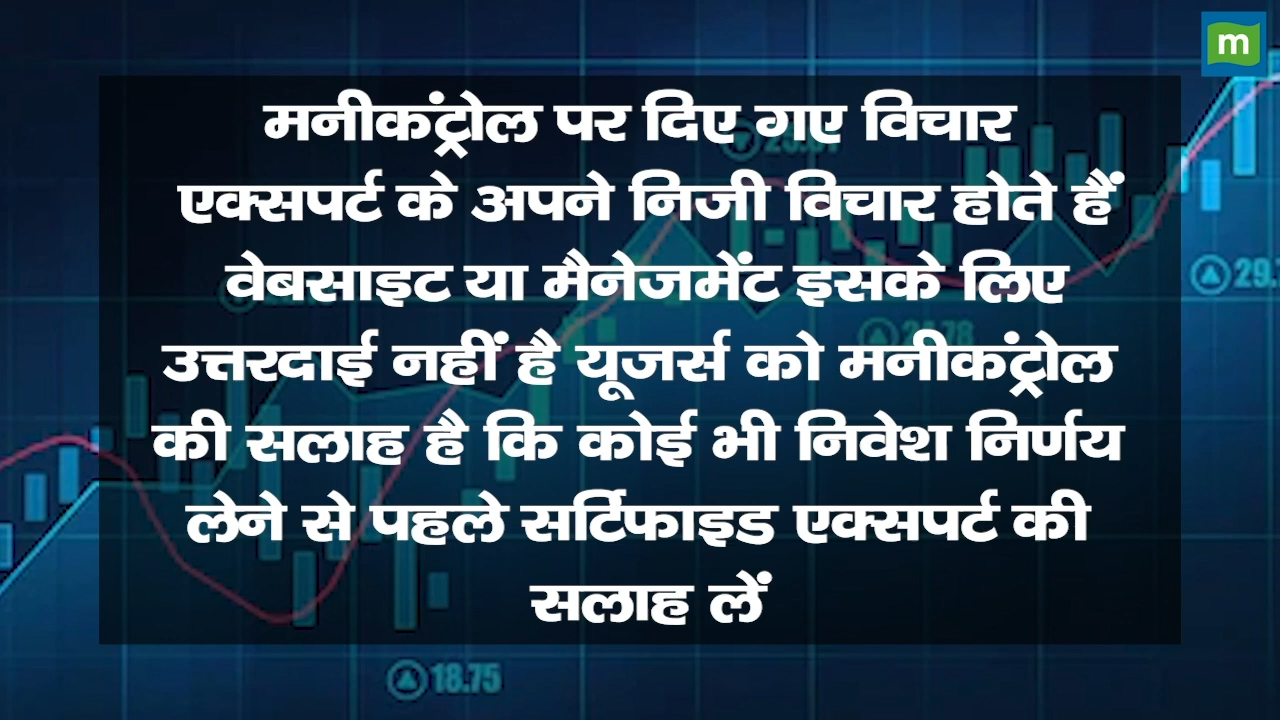 m
मनीकंट्रोल पर दिए गए विचार
एक्सपर्ट के अपने निजी विचार होते हैं
वेबसाइट या मैनेजमेंट इसके लिए
उत्तरदाई नहीं है यूजर्स को मनीकंट्रोल
की सलाह है कि कोई भी निवेश निर्णय
लेने से पहले सर्टिफाइड एक्सपर्ट की
सलाह लें
18.75